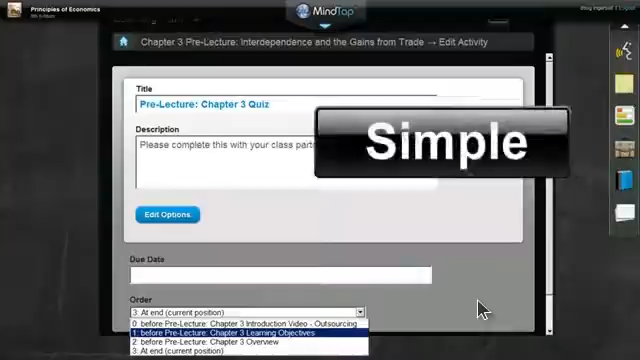 Principles of Economics
MindTap
Chapter 3 Pre-Lecture: Interdependence and the Gains from Trade → Edit Activity
Title
Pre-Lecture: Chapter 3 Quiz
Simple
Description
Please complete this with your class part
Edit Options
Due Date
Order
3: At end (current position)
0: before Pre-Lecture: Chapter 3 Introduction Video - Outsourcing
1: before Pre-Lecture: Chapter 3 Learning Objectives
2: before Pre-Lecture: Chapter 3 Overview
3: At end (current position)